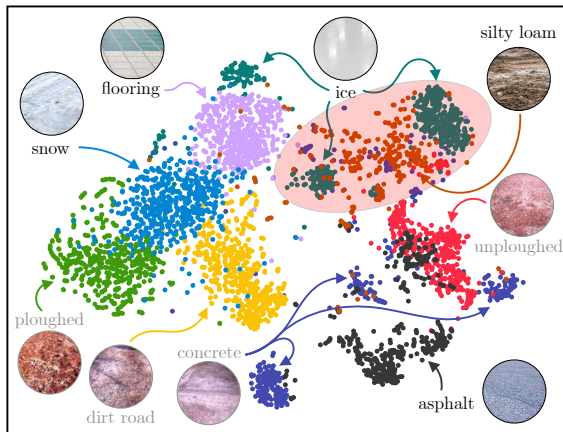 silty loam
flooring
ice
snow
unploughed
ploughed
concrete
dirt road
asphalt